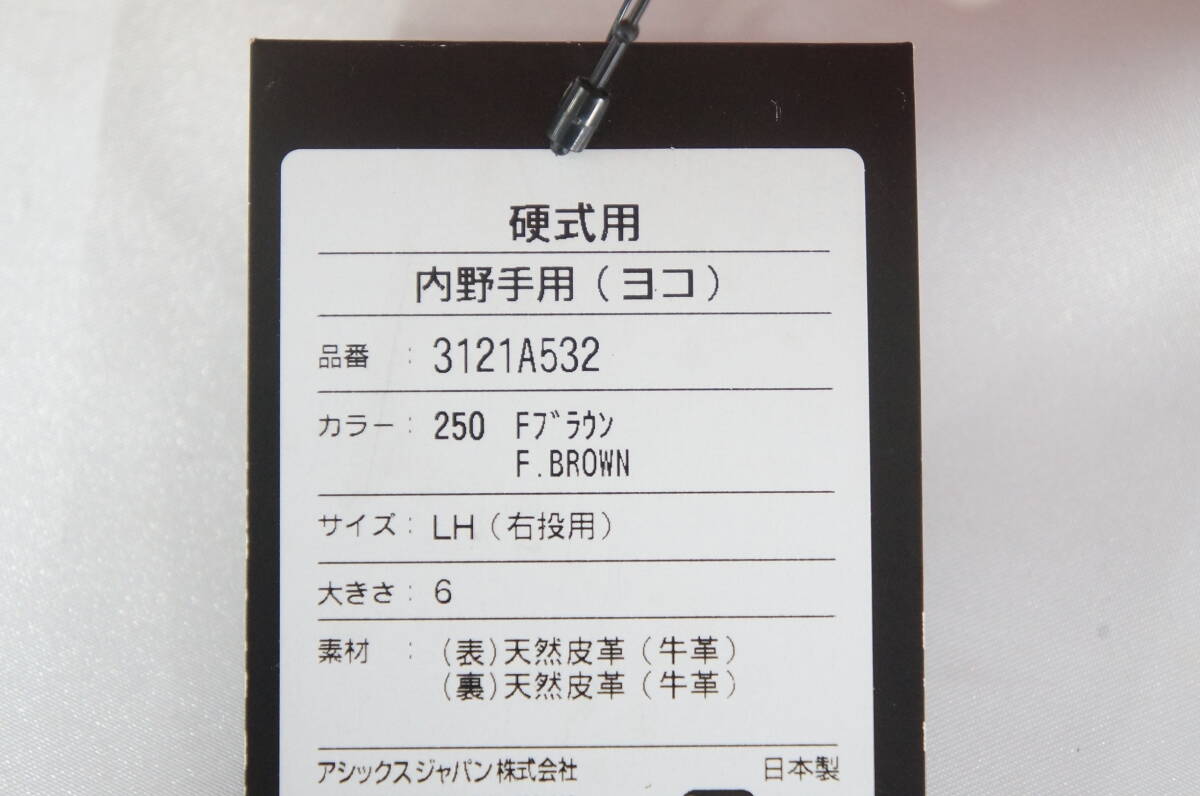 硬式用
内野手用(ヨコ)
品番 : 3121A532
カラー : 250 Fﾌﾞﾗｳﾝ
F.BROWN
サイズ : LH(右投用)
大きさ : 6
素材 : (表)天然皮革(牛革)
(裏)天然皮革(牛革)
アシックスジャパン株式会社 日本製